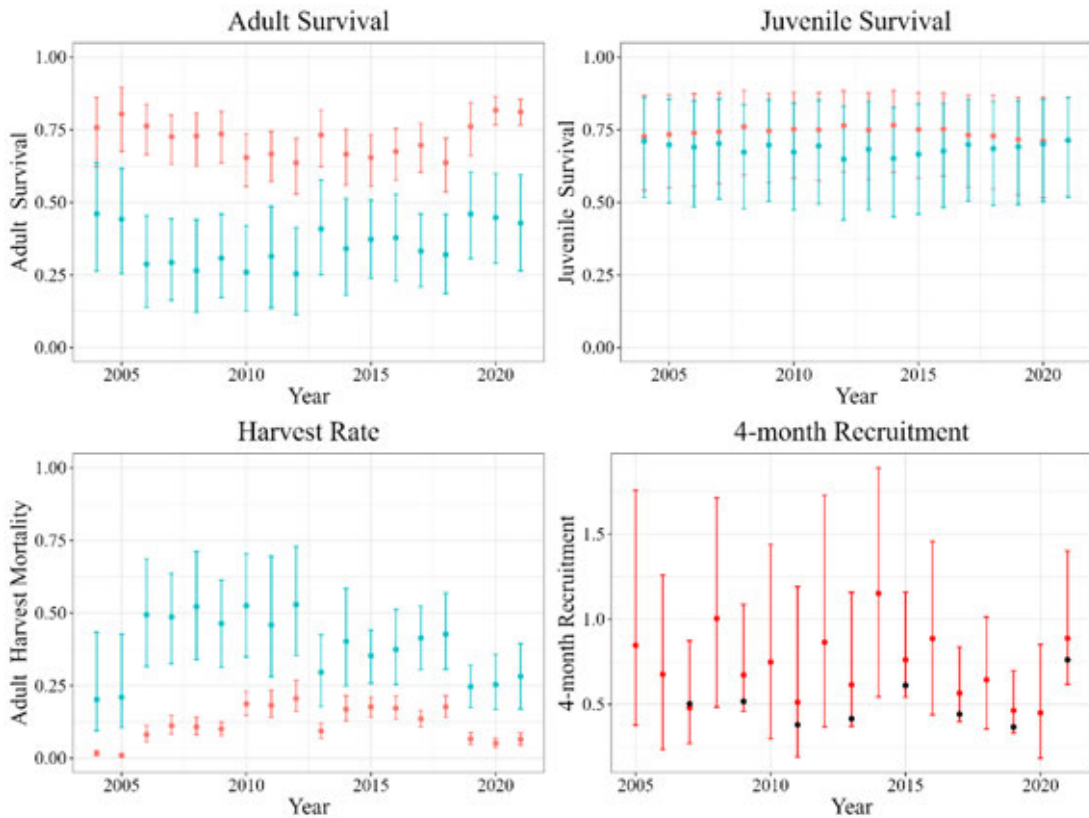 Adult Survival
Adult Survival
1.00
0.75
0.50
0.25
0.00
2005 2010 2015 2020
Year
Juvenile Survival
Juvenile Survival
1.00
0.75
0.50
0.25
0.00
2005 2010 2015 2020
Year
Harvest Rate
Adult Harvest Mortality
1.00
0.75
0.50
0.25
0.00
2005 2010 2015 2020
Year
4-month Recruitment
4-month Recruitment
1.5
1.0
0.5
2005 2010 2015 2020
Year